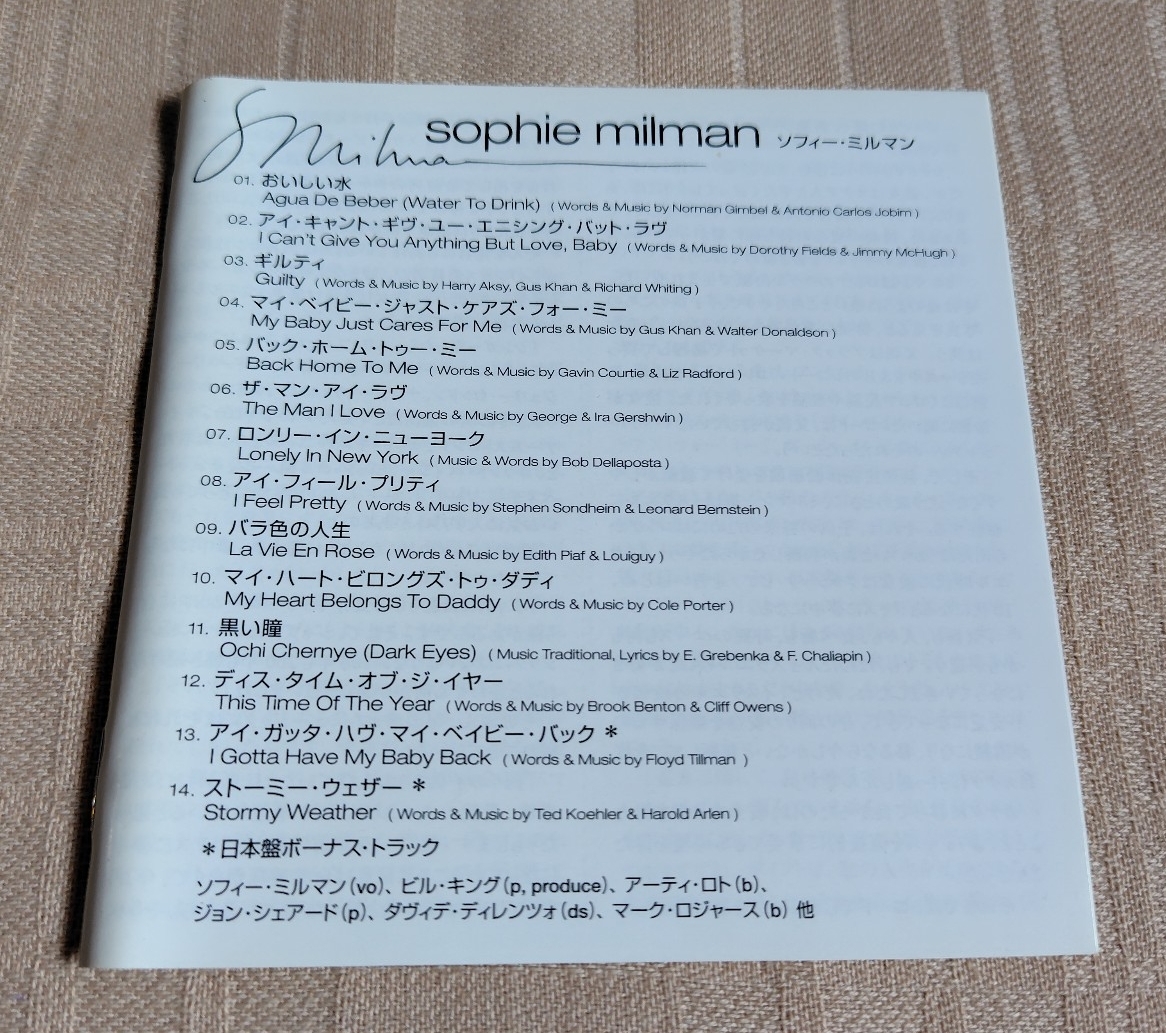 SMilman sophie milman ソフィー・ミルマン
01. おいしい水
Agua De Beber (Water To Drink) ( Words & Music by Norman Gimbel & Antonio Carlos Jobim )
02. アイ・キャント・ギヴ・ユー・エニシング・バット・ラヴ
I Can't Give You Anything But Love, Baby ( Words & Music by Dorothy Fields & Jimmy McHugh )
03. ギルティ
Guilty ( Words & Music by Harry Aksy, Gus Khan & Richard Whiting )
04. マイ・ベイビー・ジャスト・ケアズ・フォー・ミー
My Baby Just Cares For Me ( Words & Music by Gus Khan & Walter Donaldson )
05. バック・ホーム・トゥー・ミー
Back Home To Me ( Words & Music by Gavin Courtie & Liz Radford )
06. ザ・マン・アイ・ラヴ
The Man I Love ( Words & Music by George & Ira Gershwin )
07. ロンリー・イン・ニューヨーク
Lonely In New York ( Music & Words by Bob Dellaposta )
08. アイ・フィール・プリティ
I Feel Pretty ( Words & Music by Stephen Sondheim & Leonard Bernstein )
09. バラ色の人生
La Vie En Rose ( Words & Music by Edith Piaf & Louiguy )
10. マイ・ハート・ビロングズ・トゥ・ダディ
My Heart Belongs To Daddy ( Words & Music by Cole Porter )
11. 黒い瞳
Ochi Chernye (Dark Eyes) ( Music Traditional, Lyrics by E. Grebenka & F. Chaliapin )
12. ディス・タイム・オブ・ジ・イヤー
This Time Of The Year ( Words & Music by Brook Benton & Cliff Owens )
13. アイ・ガッタ・ハヴ・マイ・ベイビー・バック *
I Gotta Have My Baby Back ( Words & Music by Floyd Tillman )
14. ストーミー・ウェザー *
Stormy Weather ( Words & Music by Ted Koehler & Harold Arlen )
*日本盤ボーナス・トラック
ソフィー・ミルマン(vo)、ビル・キング(p, produce)、アーティ・ロト(b)、
ジョン・シェアード(p)、ダヴィデ・ディレンツォ(ds)、マーク・ロジャース(b) 他